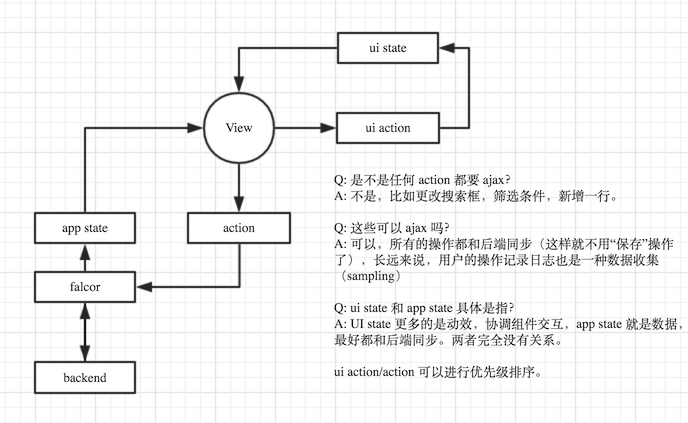 ui state
View
ui action
app state
action
falcor
backend
Q: 是不是任何 action 都要 ajax?
A: 不是，比如更改搜索框，筛选条件，新增一行。
Q: 这些可以 ajax 吗?
A: 可以，所有的操作都和后端同步（这样就不用“保存”操作
了），长远来说，用户的操作记录日志也是一种数据收集
（sampling）
Q: ui state 和 app state 具体是指?
A: UI state 更多的是动效，协调组件交互，app state 就是数据，
最好都和后端同步。两者完全没有关系。
ui action/action 可以进行优先级排序。